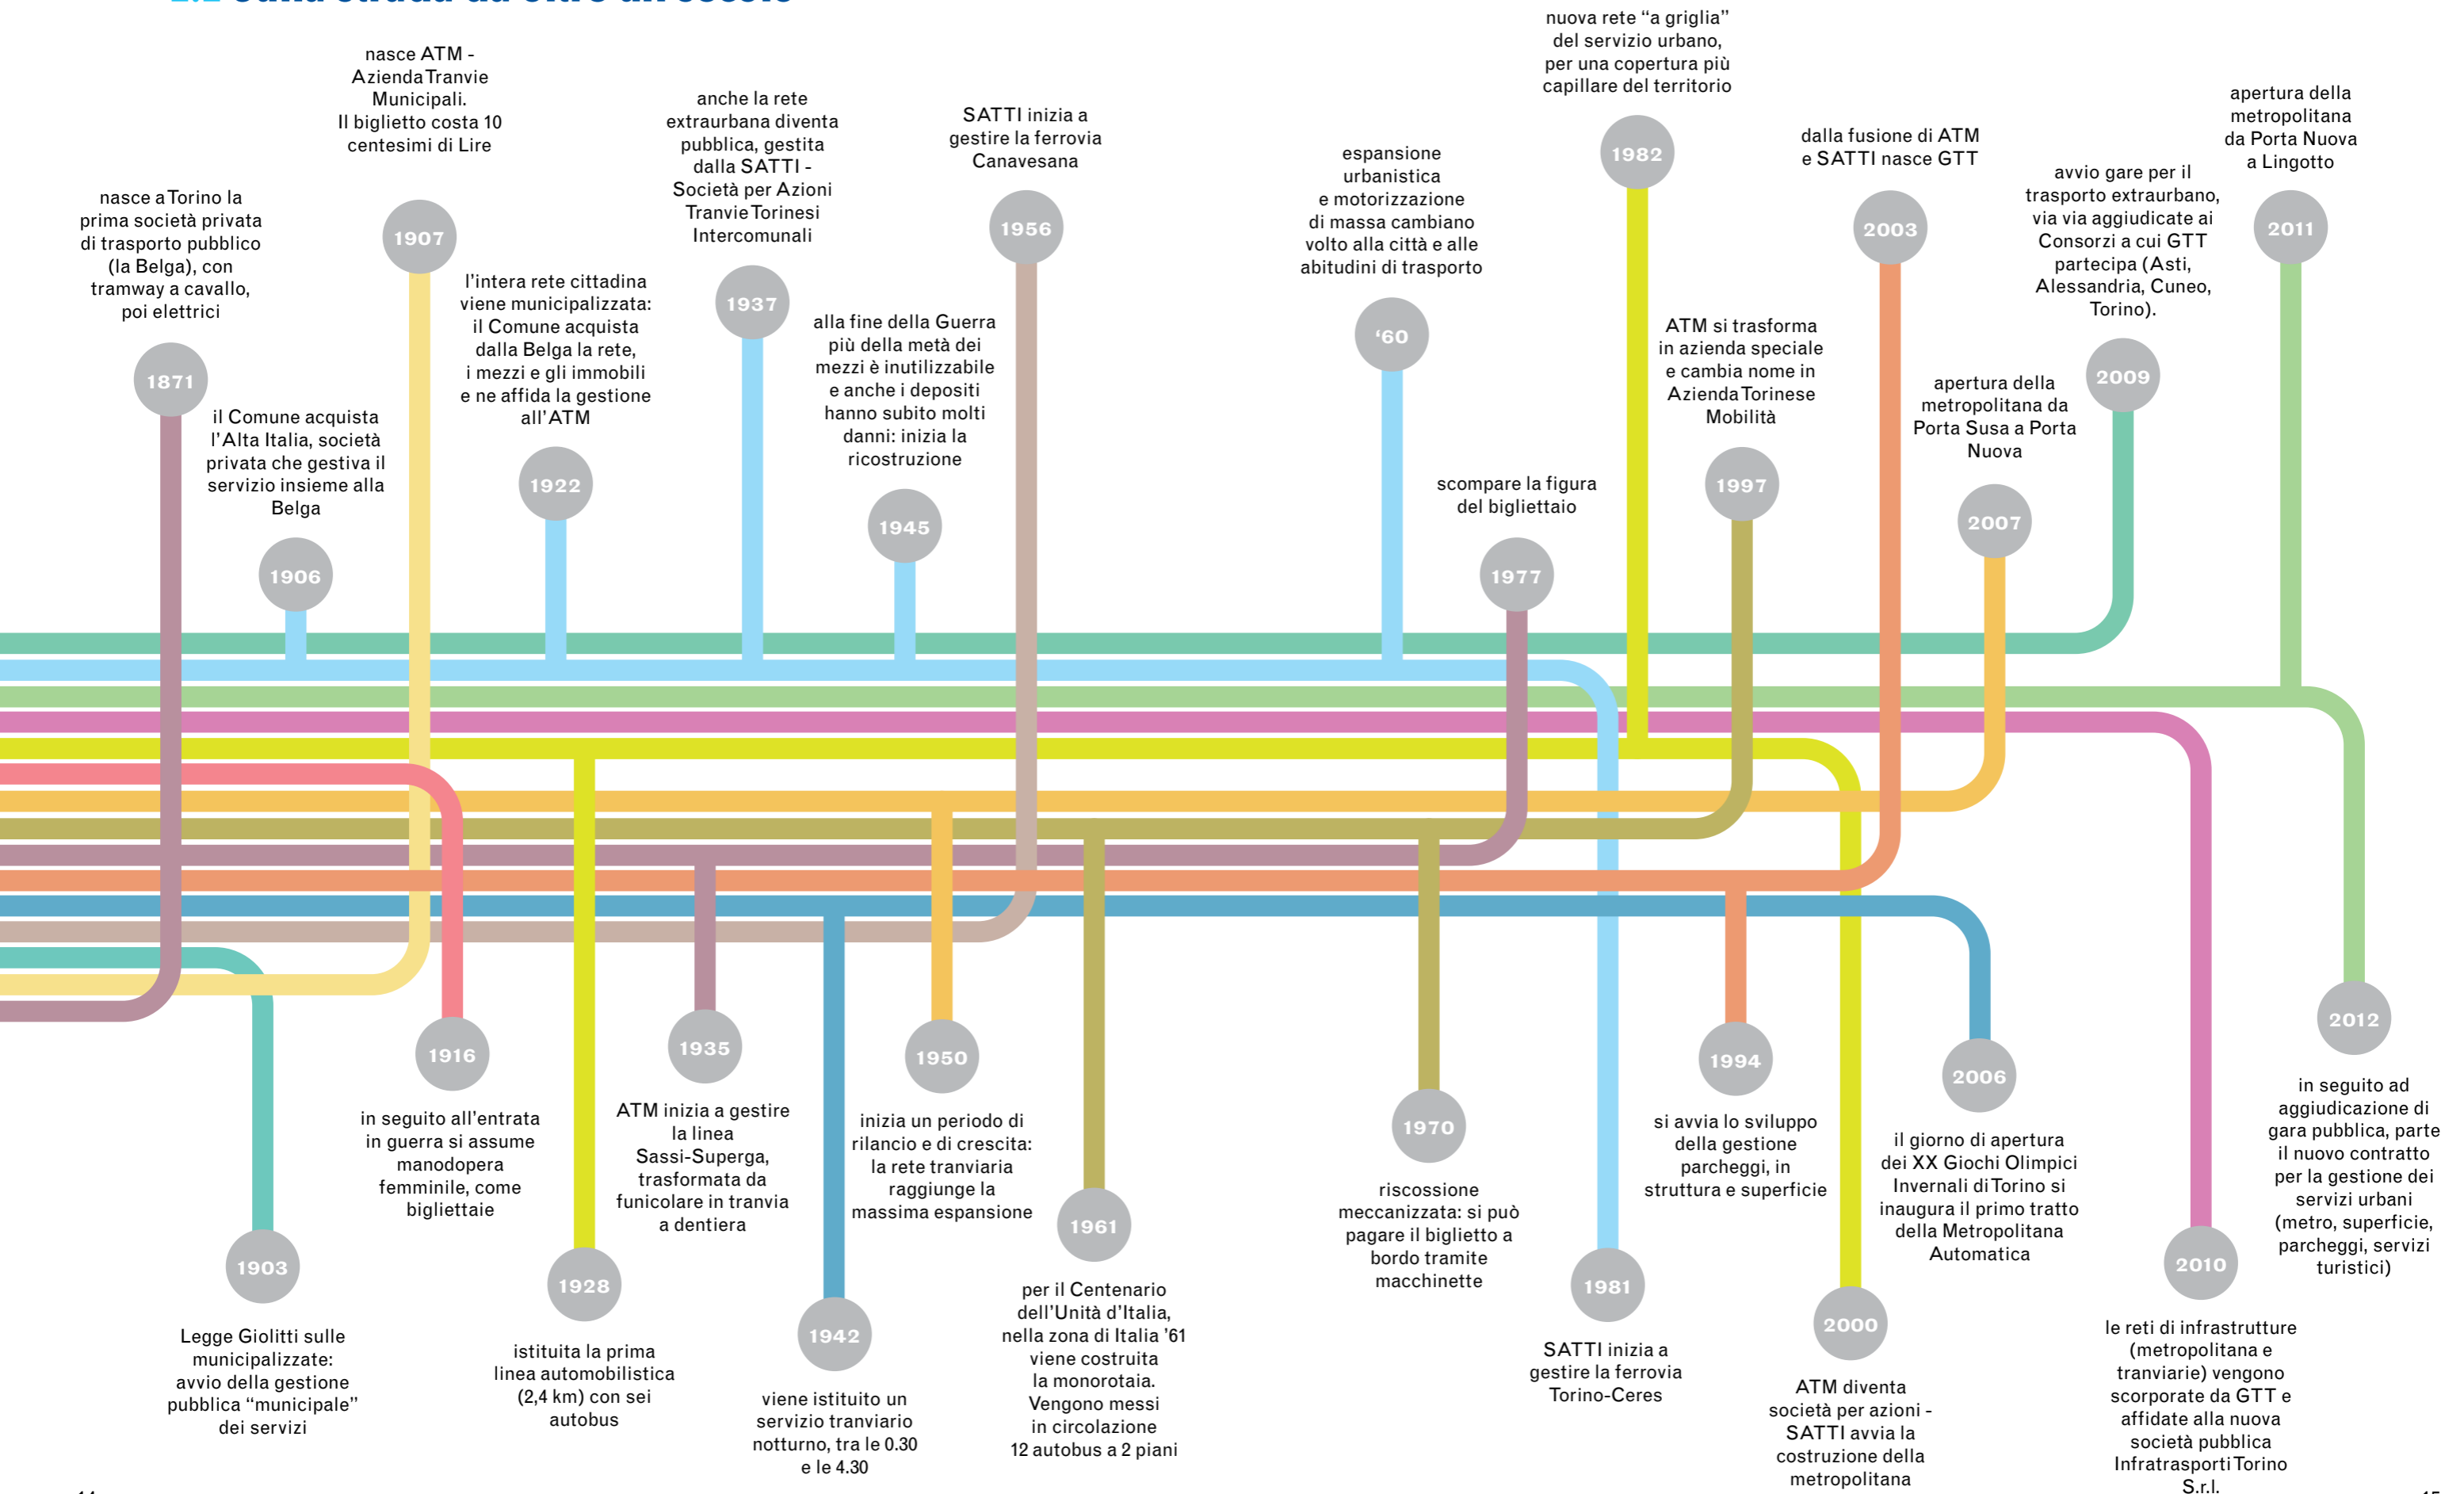 nasce a Torino la
prima società privata
di trasporto pubblico
(la Belga), con
tramway a cavallo,
poi elettrici
1871
il Comune acquista
l'Alta Italia, società
privata che gestiva il
servizio insieme alla
Belga
1906
nasce ATM -
Azienda Tranvie
Municipali.
Il biglietto costa 10
centesimi di Lire
1907
l'intera rete cittadina
viene municipalizzata:
il Comune acquista
dalla Belga la rete,
i mezzi e gli immobili
e ne affida la gestione
all'ATM
1922
anche la rete
extraurbana diventa
pubblica, gestita
dalla SATTI -
Società per Azioni
Tranvie Torinesi
Intercomunali
1937
alla fine della Guerra
più della metà dei
mezzi è inutilizzabile
e anche i depositi
hanno subito molti
danni: inizia la
ricostruzione
1945
SATTI inizia a
gestire la ferrovia
Canavesana
1956
espansione
urbanistica
e motorizzazione
di massa cambiano
volto alla città e alle
abitudini di trasporto
‘60
scompare la figura
del bigliettaio
1977
nuova rete “a griglia”
del servizio urbano,
per una copertura più
capillare del territorio
1982
ATM si trasforma
in azienda speciale
e cambia nome in
Azienda Torinese
Mobilità
1997
dalla fusione di ATM
e SATTI nasce GTT
2003
apertura della
metropolitana da
Porta Susa a Porta
Nuova
2007
avvio gare per il
trasporto extraurbano,
via via aggiudicate ai
Consorzi a cui GTT
partecipa (Asti,
Alessandria, Cuneo,
Torino).
2009
apertura della
metropolitana
da Porta Nuova
a Lingotto
2011
1903
Legge Giolitti sulle
municipalizzate:
avvio della gestione
pubblica “municipale”
dei servizi
1916
in seguito all'entrata
in guerra si assume
manodopera
femminile, come
bigliettaie
1928
istituita la prima
linea automobilistica
(2,4 km) con sei
autobus
1935
ATM inizia a gestire
la linea
Sassi-Superga,
trasformata da
funicolare in tranvia
a dentiera
1942
viene istituito un
servizio tranviario
notturno, tra le 0.30
e le 4.30
1950
inizia un periodo di
rilancio e di crescita:
la rete tranviaria
raggiunge la
massima espansione
1961
per il Centenario
dell'Unità d'Italia,
nella zona di Italia '61
viene costruita
la monorotaia.
Vengono messi
in circolazione
12 autobus a 2 piani
1970
riscossione
meccanizzata: si può
pagare il biglietto a
bordo tramite
macchinette
1981
SATTI inizia a
gestire la ferrovia
Torino-Ceres
1994
si avvia lo sviluppo
della gestione
parcheggi, in
struttura e superficie
2000
ATM diventa
società per azioni -
SATTI avvia la
costruzione della
metropolitana
2006
il giorno di apertura
dei XX Giochi Olimpici
Invernali di Torino si
inaugura il primo tratto
della Metropolitana
Automatica
2010
le reti di infrastrutture
(metropolitana e
tranviarie) vengono
scorporate da GTT e
affidate alla nuova
società pubblica
Infratrasporti Torino
S.r.l.
2012
in seguito ad
aggiudicazione di
gara pubblica, parte
il nuovo contratto
per la gestione dei
servizi urbani
(metro, superficie,
parcheggi, servizi
turistici)